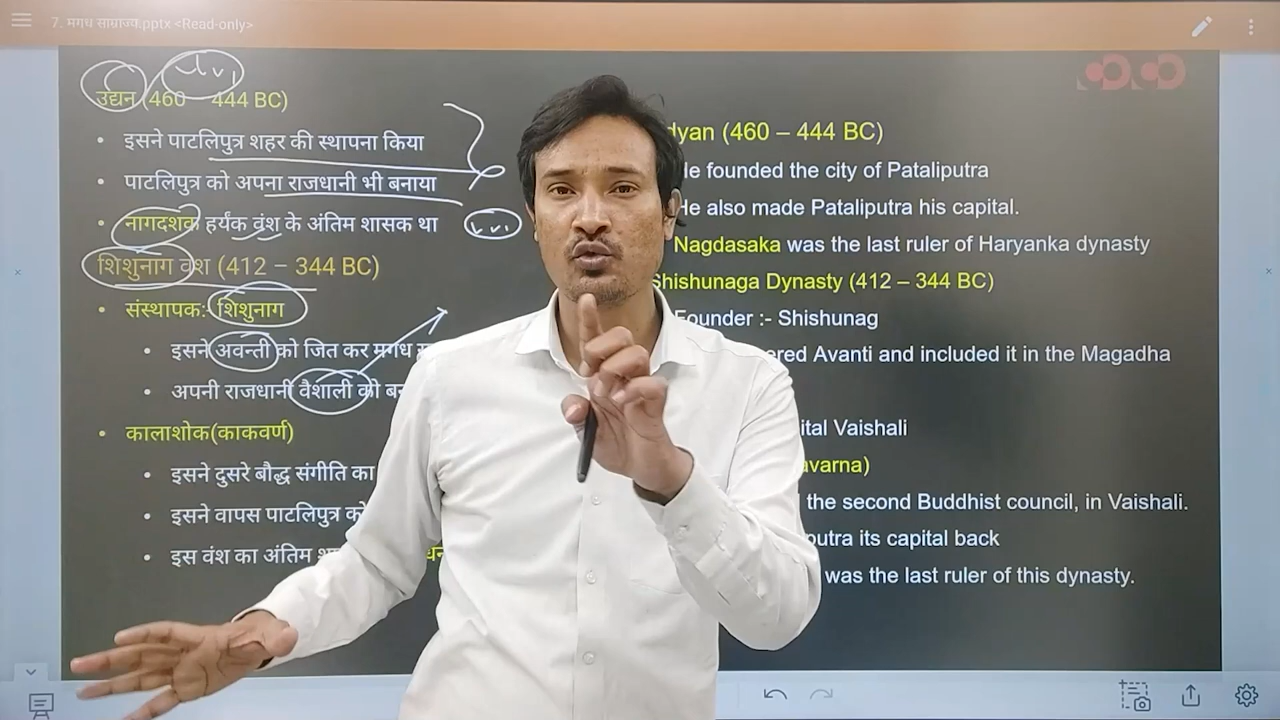 7. मगध साम्राज्य.pptx <Read-only>
उद्यन (460 – 444 BC)
इसने पाटलिपुत्र शहर की स्थापना किया
पाटलिपुत्र को अपना राजधानी भी बनाया
नागदशक हर्यंक वंश के अंतिम शासक था
शिशुनाग वंश (412 – 344 BC)
संस्थापक: शिशुनाग
इसने अवन्ती को जित कर मगध
अपनी राजधानी वैशाली को
कालाशोक(काकवर्ण)
इसने दुसरे बौद्ध संगीति का
इसने वापस पाटलिपुत्र को
इस वंश का अंतिम
dyan (460 – 444 BC)
He founded the city of Pataliputra
He also made Pataliputra his capital.
Nagdasaka was the last ruler of Haryanka dynasty
Shishunaga Dynasty (412 – 344 BC)
Founder :- Shishunag
ered Avanti and included it in the Magadha
ital Vaishali
avarna)
the second Buddhist council, in Vaishali.
putra its capital back
was the last ruler of this dynasty.